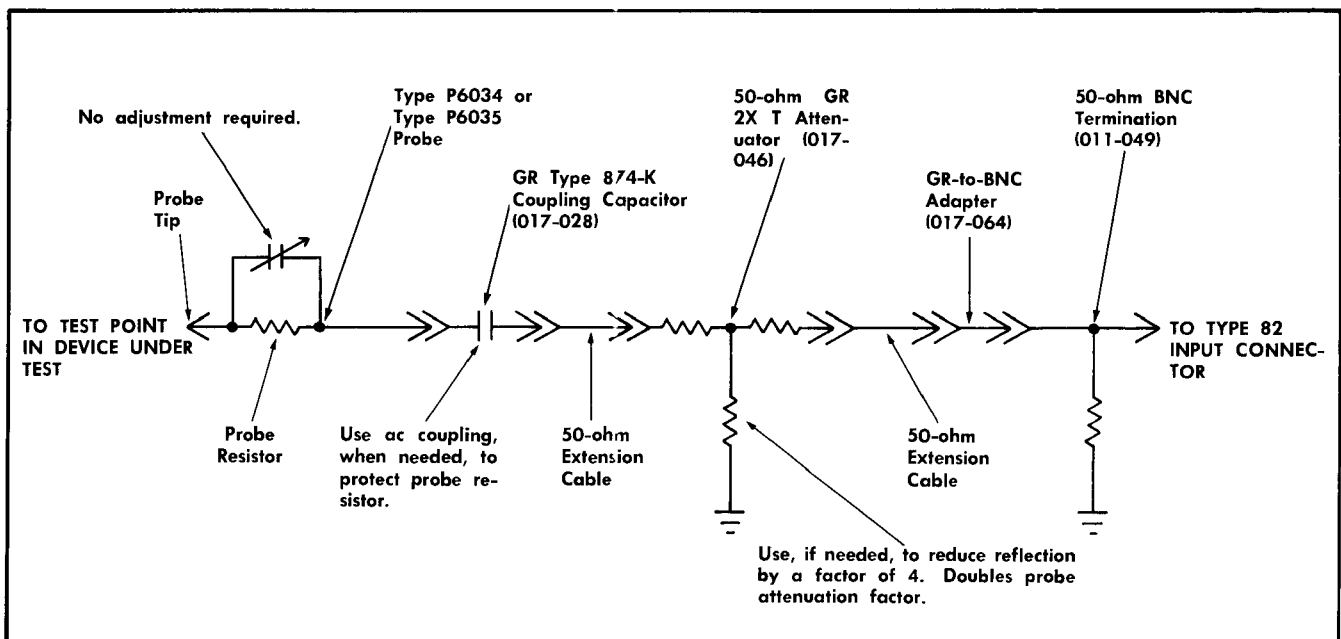 No adjustment required.
Type P6034 or
Type P6035
Probe
50-ohm GR
2X T Atten-
uator (017-
046)
50-ohm BNC
Termination
(011-049)
Probe
Tip
GR Type 874-K
Coupling Capacitor
(017-028)
GR-to-BNC
Adapter
(017-064)
TO TEST POINT
IN DEVICE UNDER
TEST
TO TYPE 82
INPUT CONNEC-
TOR
Probe
Resistor
Use ac coupling,
when needed, to
protect probe re-
sistor.
50-ohm
Extension
Cable
50-ohm
Extension
Cable
Use, if needed, to reduce reflection
by a factor of 4. Doubles probe
attenuation factor.